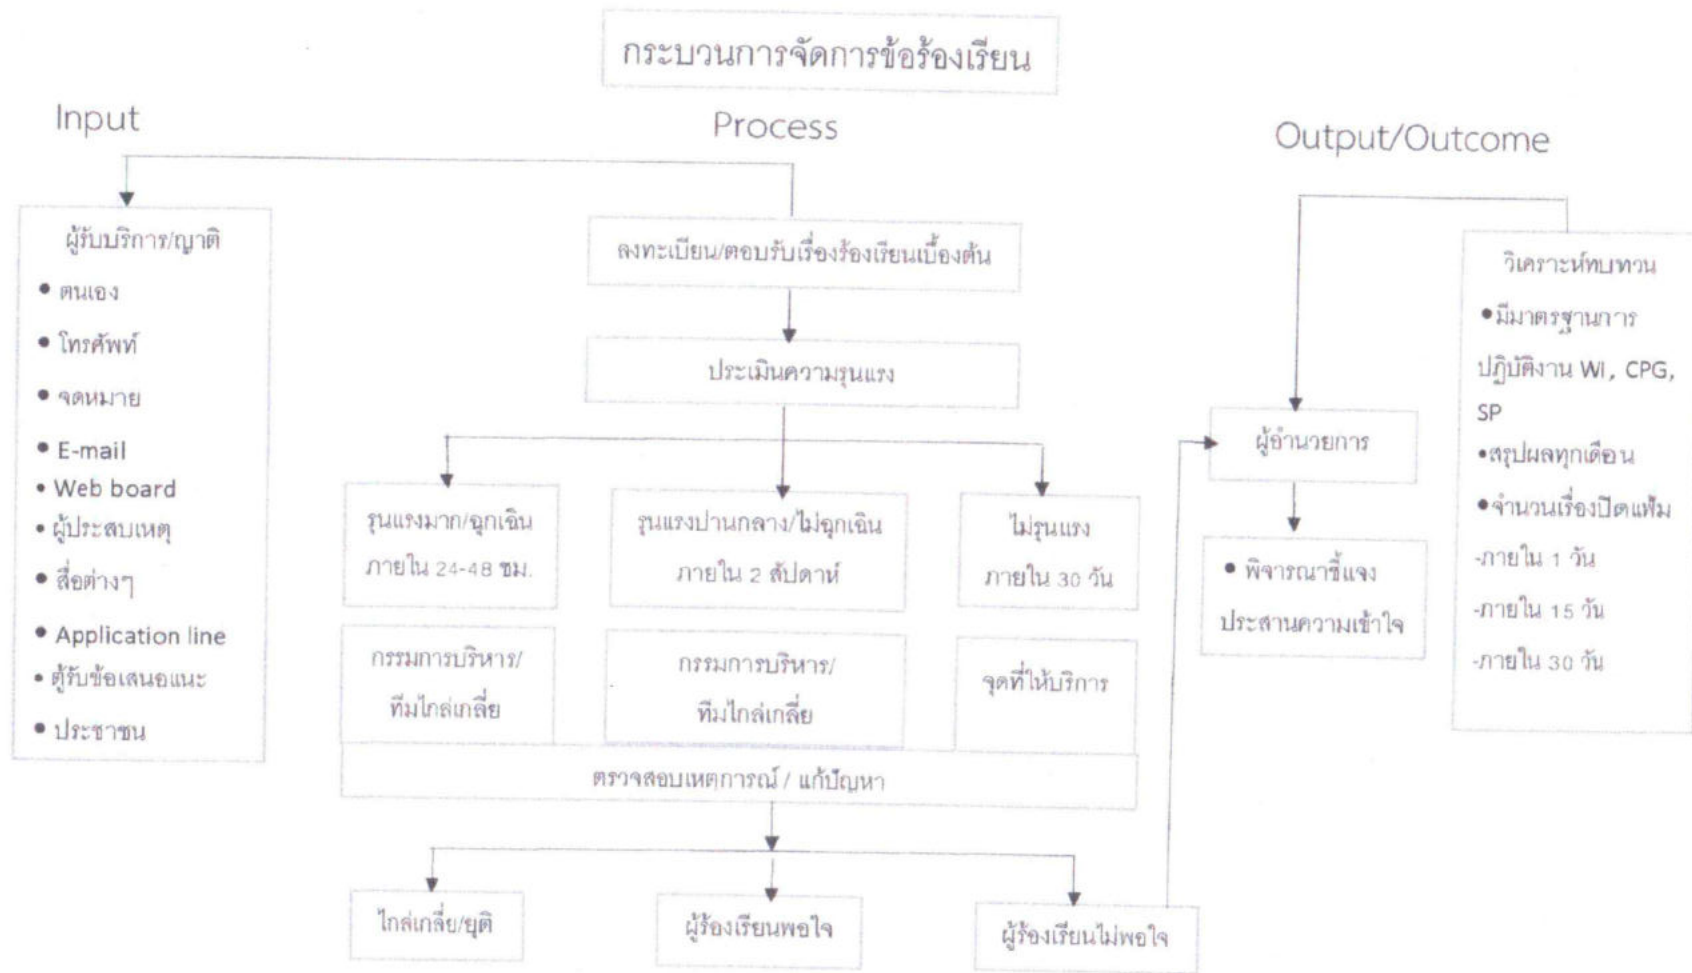 กระบวนการจัดการข้อร้องเรียน
Input
Process
Output/Outcome
ผู้รับบริการ/ญาติ
● ตนเอง
● โทรศัพท์
● จดหมาย
● E-mail
● Web board
● ผู้ประสบเหตุ
● สื่อต่างๆ
● Application line
● ตู้รับข้อเสนอแนะ
● ประชาชน
ลงทะเบียน/ตอบรับเรื่องร้องเรียนเบื้องต้น
ประเมินความรุนแรง
รุนแรงมาก/ฉุกเฉิน
ภายใน 24-48 ชม.
รุนแรงปานกลาง/ไม่ฉุกเฉิน
ภายใน 2 สัปดาห์
ไม่รุนแรง
ภายใน 30 วัน
กรรมการบริหาร/
ทีมไกล่เกลี่ย
กรรมการบริหาร/
ทีมไกล่เกลี่ย
จุดที่ให้บริการ
ตรวจสอบเหตุการณ์ / แก้ปัญหา
ไกล่เกลี่ย/ยุติ
ผู้ร้องเรียนพอใจ
ผู้ร้องเรียนไม่พอใจ
ผู้อำนวยการ
● พิจารณาชี้แจง
ประสานความเข้าใจ
วิเคราะห์ทบทวน
●มีมาตรฐานการ
ปฏิบัติงาน WI, CPG,
SP
●สรุปผลทุกเดือน
●จำนวนเรื่องปิดแฟ้ม
-ภายใน 1 วัน
-ภายใน 15 วัน
-ภายใน 30 วัน